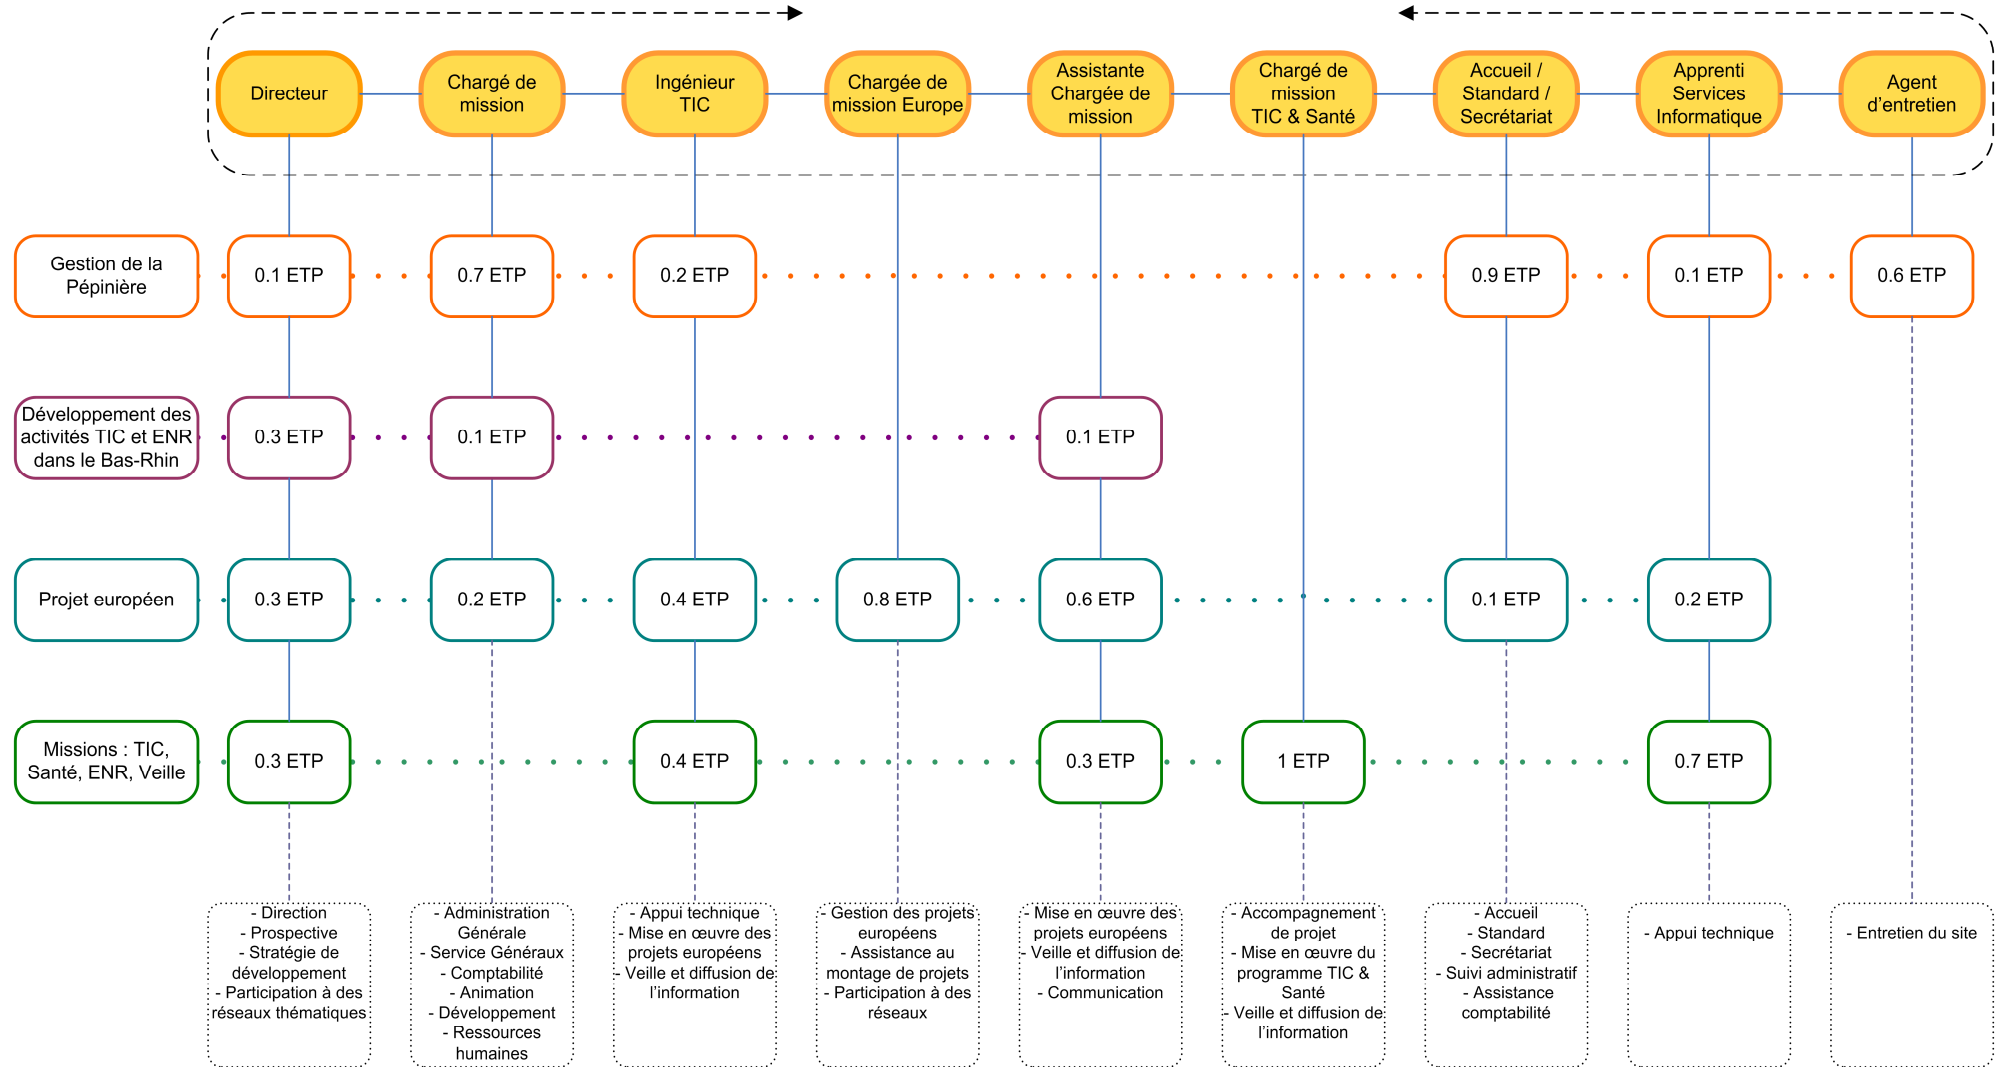 Directeur
Chargé de
mission
Ingénieur
TIC
Chargée de
mission Europe
Assistante
Chargée de
mission
Chargé de
mission
TIC & Santé
Accueil /
Standard /
Secrétariat
Apprenti
Services
Informatique
Agent
d’entretien
Gestion de la
Pépinière
0.1 ETP
0.7 ETP
0.2 ETP
0.9 ETP
0.1 ETP
0.6 ETP
Développement des
activités TIC et ENR
dans le Bas-Rhin
0.3 ETP
0.1 ETP
0.1 ETP
Projet européen
0.3 ETP
0.2 ETP
0.4 ETP
0.8 ETP
0.6 ETP
0.1 ETP
0.2 ETP
Missions : TIC,
Santé, ENR, Veille
0.3 ETP
0.4 ETP
0.3 ETP
1 ETP
0.7 ETP
- Direction
- Prospective
- Stratégie de
développement
- Participation à des
réseaux thématiques
- Administration
Générale
- Service Généraux
- Comptabilité
- Animation
- Développement
- Ressources
humaines
- Appui technique
- Mise en œuvre des
projets européens
- Veille et diffusion de
l’information
- Gestion des projets
européens
- Assistance au
montage de projets
- Participation à des
réseaux
- Mise en œuvre des
projets européens
- Veille et diffusion de
l’information
- Communication
- Accompagnement
de projet
- Mise en œuvre du
programme TIC &
Santé
- Veille et diffusion de
l’information
- Accueil
- Standard
- Secrétariat
- Suivi administratif
- Assistance
comptabilité
- Appui technique
- Entretien du site